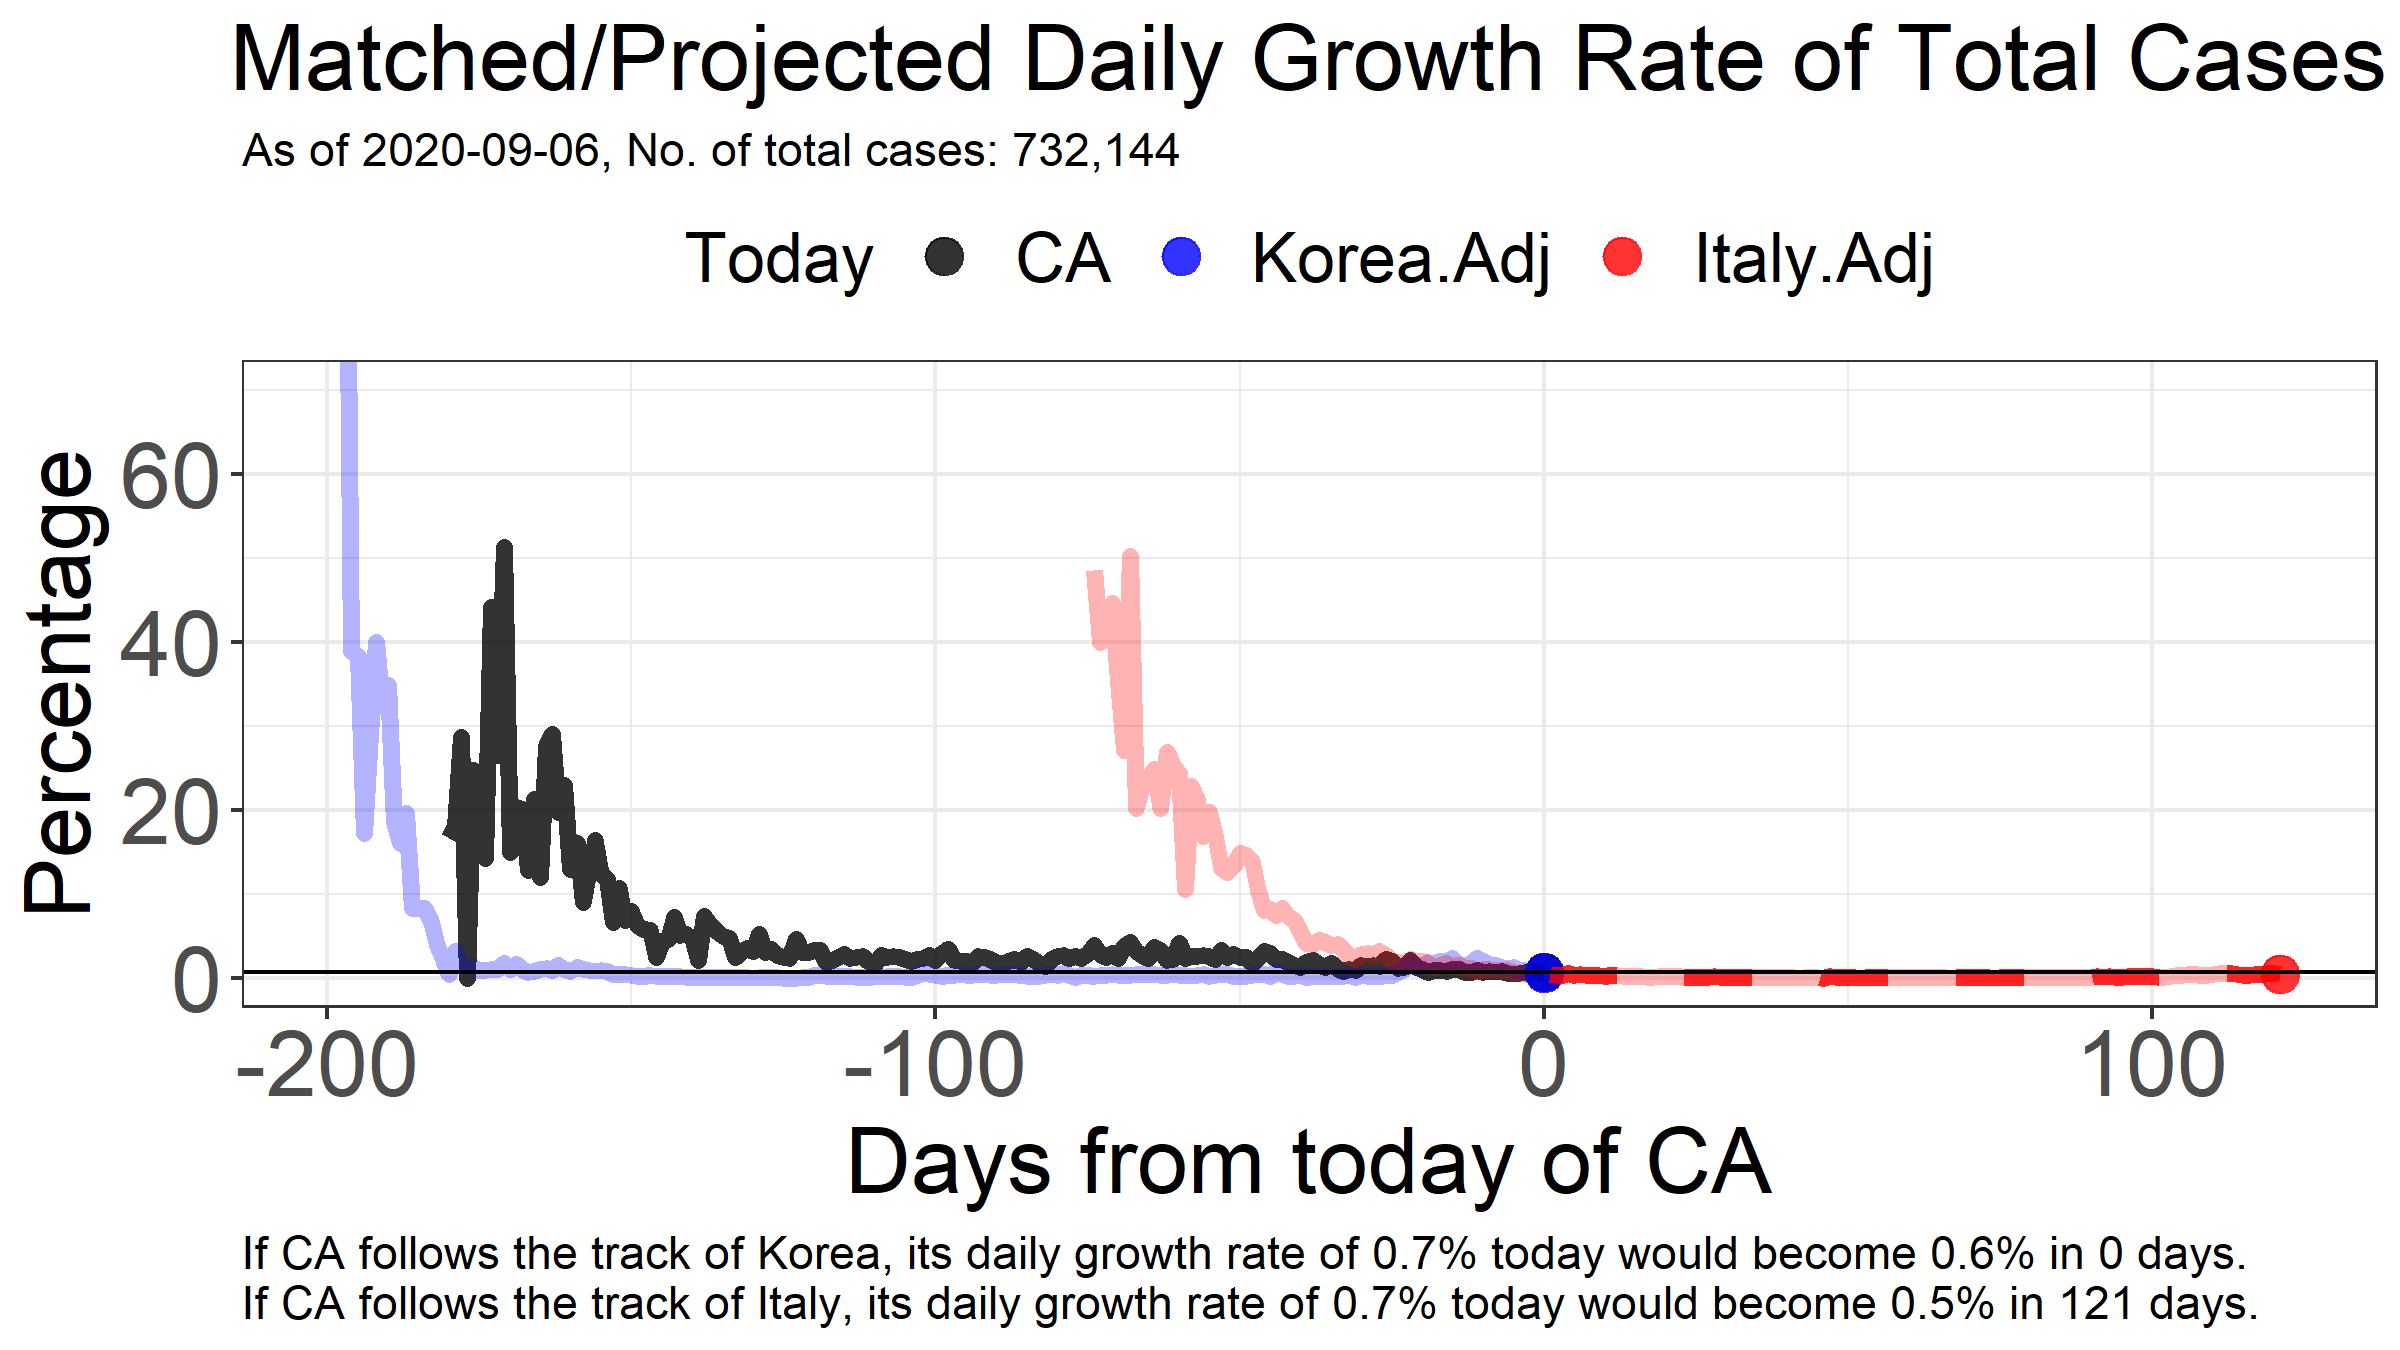 Matched/Projected Daily Growth Rate of Total Cases
As of 2020-09-06, No. of total cases: 732,144
Today CA Korea.Adj Italy.Adj
Percentage
60
40
20
0
-200 -100 0 100
Days from today of CA
If CA follows the track of Korea, its daily growth rate of 0.7% today would become 0.6% in 0 days.
If CA follows the track of Italy, its daily growth rate of 0.7% today would become 0.5% in 121 days.